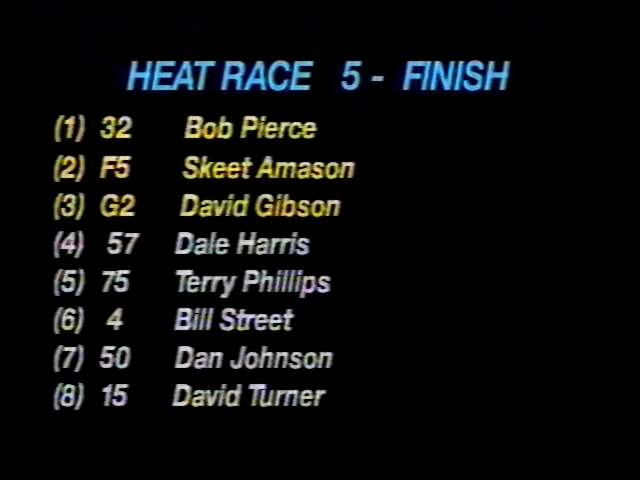 HEAT RACE 5 - FINISH
(1) 32 Bob Pierce
(2) F5 Skeet Amason
(3) G2 David Gibson
(4) 57 Dale Harris
(5) 75 Terry Phillips
(6) 4 Bill Street
(7) 50 Dan Johnson
(8) 15 David Turner